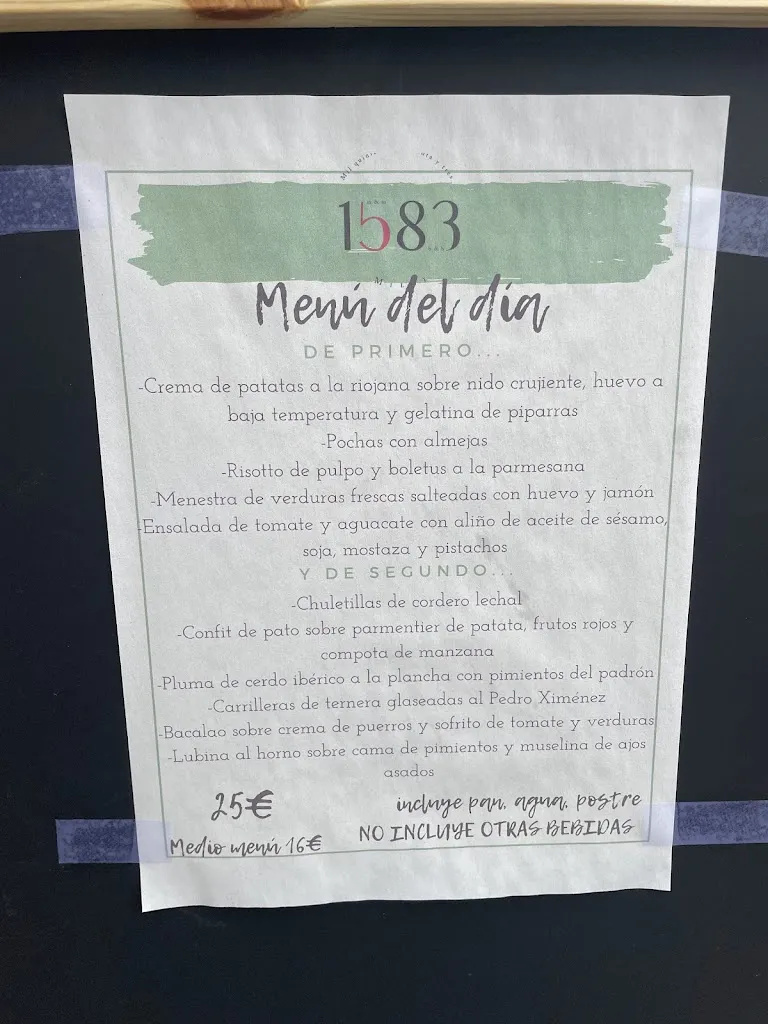 1583
Menú del día
DE PRIMERO...
-Crema de patatas a la riojana sobre nido crujiente, huevo a
baja temperatura y gelatina de piparras
-Pochas con almejas
-Risotto de pulpo y boletus a la parmesana
-Menestra de verduras frescas salteadas con huevo y jamón
-Ensalada de tomate y aguacate con aliño de aceite de sésamo,
soja, mostaza y pistachos
Y DE SEGUNDO...
-Chuletillas de cordero lechal
-Confit de pato sobre parmentier de patata, frutos rojos y
compota de manzana
-Pluma de cerdo ibérico a la plancha con pimientos del padrón
-Carrilleras de ternera glaseadas al Pedro Ximénez
-Bacalao sobre crema de puerros y sofrito de tomate y verduras
-Lubina al horno sobre cama de pimientos y muselina de ajos
asados
25€
incluye pan, agua, postre
NO INCLUYE OTRAS BEBIDAS
Medio menú 16€